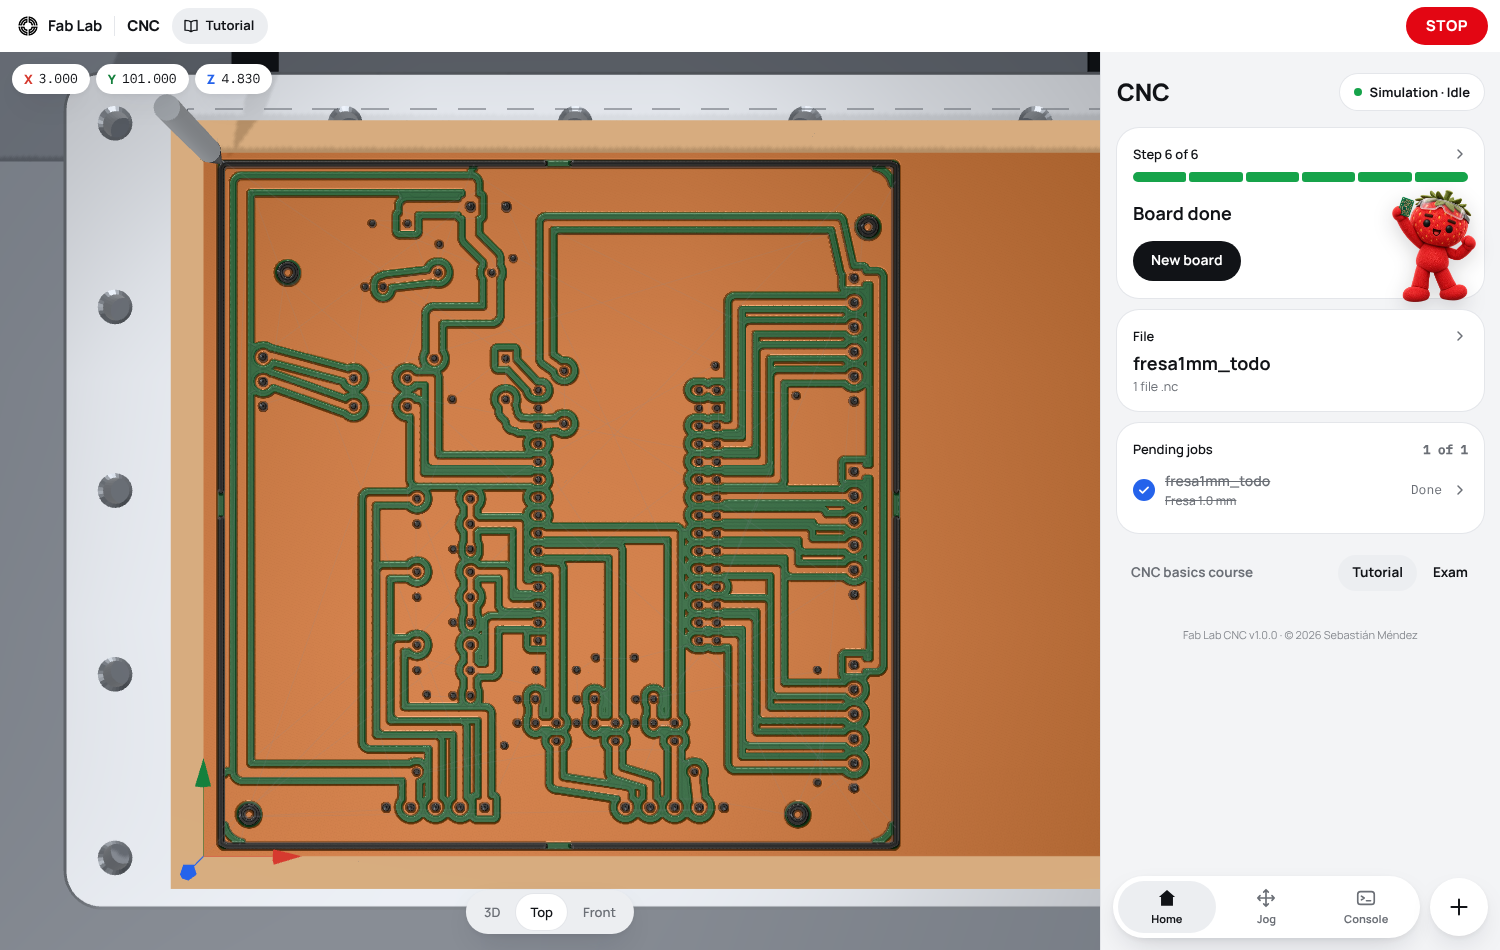 Fab Lab
CNC
Tutorial
STOP
X 3.000
Y 101.000
Z 4.830
CNC
Simulation · Idle
Step 6 of 6
Board done
New board
File
fresa1mm_todo
1 file .nc
Pending jobs
1 of 1
fresa1mm_todo
Fresa 1.0 mm
Done
CNC basics course
Tutorial
Exam
Fab Lab CNC v1.0.0 · © 2026 Sebastián Méndez
3D
Top
Front
Home
Jog
Console